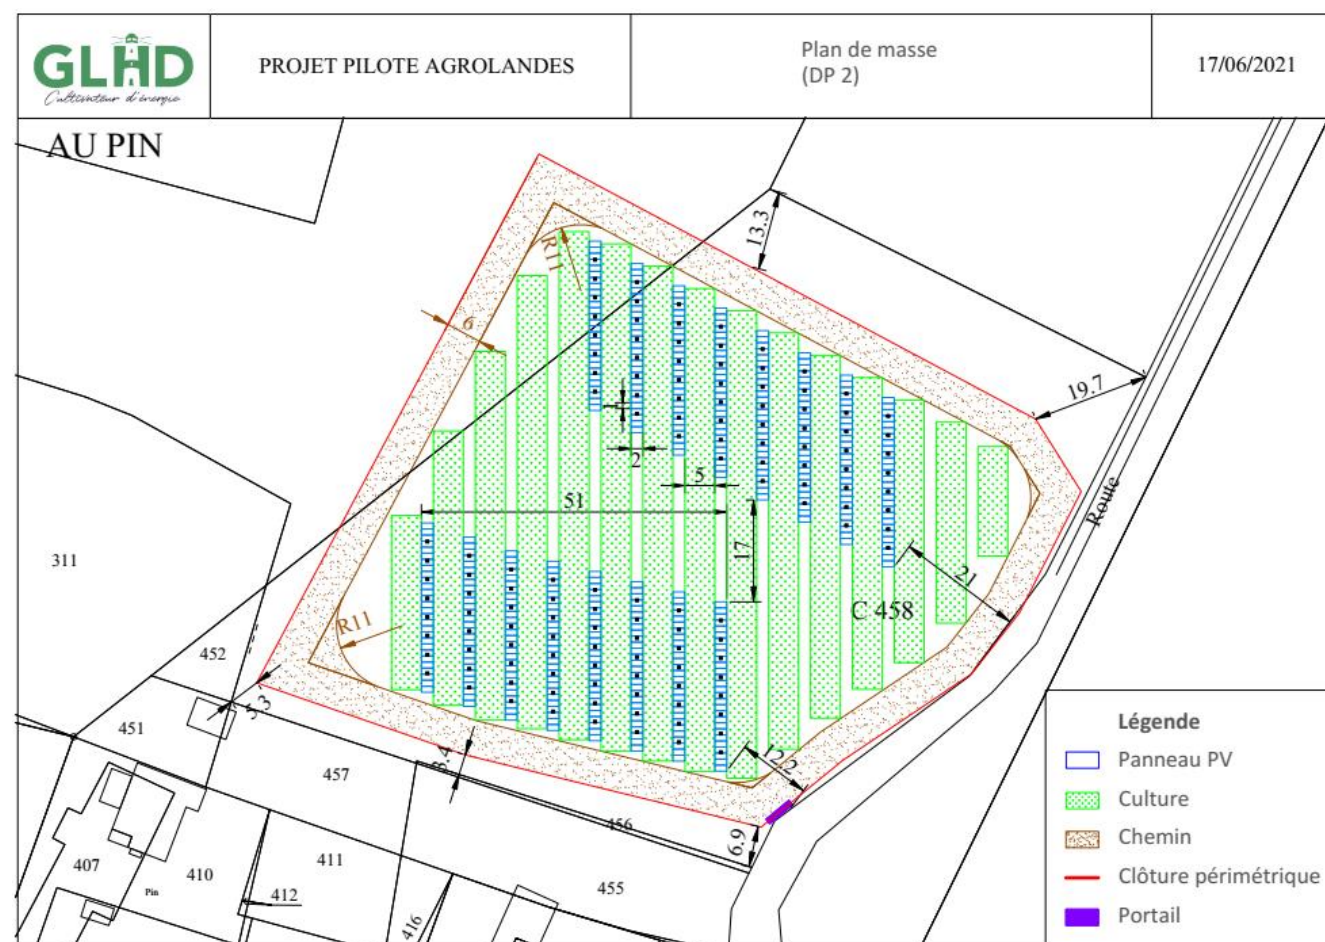 GLHD
Cultivateur d'énergie
PROJET PILOTE AGROLANDES
Plan de masse
(DP 2)
17/06/2021
AU PIN
13.3
R11
6
19.7
1
2
5
51
Route
17
21
311
C 458
R11
452
3.3
451
Légende
12.2
3.4
457
Panneau PV
Culture
456
6.9
Chemin
411
407
410
Clôture périmétrique
Pin
412
455
Portail
416